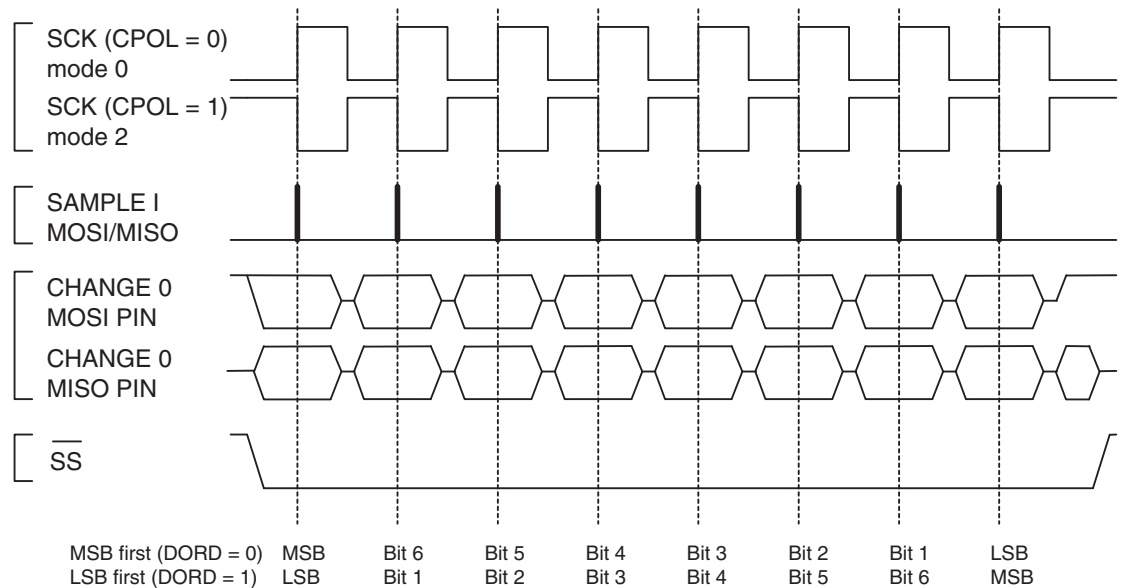 SCK (CPOL = 0)
mode 0
SCK (CPOL = 1)
mode 2
SAMPLE I
MOSI/MISO
CHANGE 0
MOSI PIN
CHANGE 0
MISO PIN
SS
MSB first (DORD = 0) MSB Bit 6 Bit 5 Bit 4 Bit 3 Bit 2 Bit 1 LSB
LSB first (DORD = 1) LSB Bit 1 Bit 2 Bit 3 Bit 4 Bit 5 Bit 6 MSB